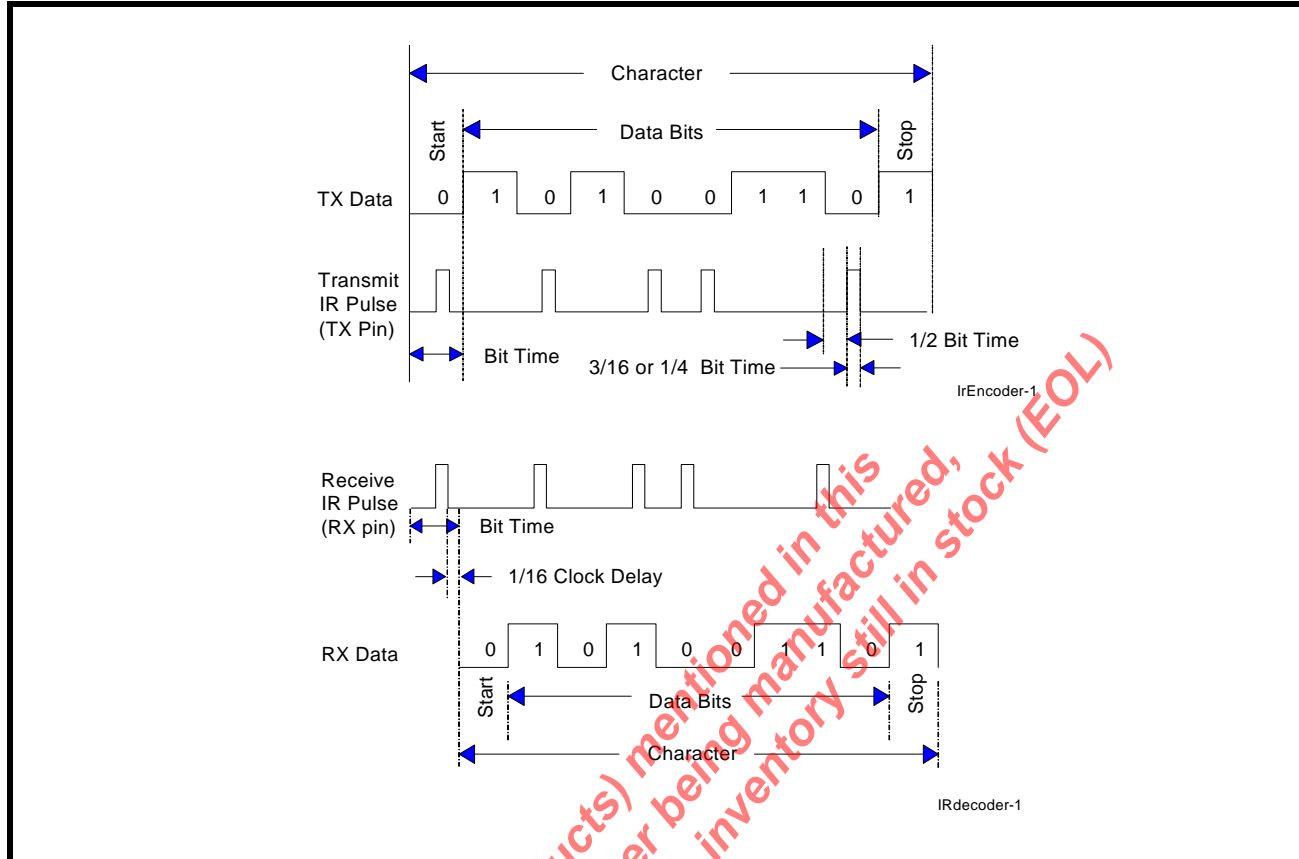 Character
Start
Data Bits
Stop
TX Data
0 1 0 1 0 0 1 1 0 1
Transmit
IR Pulse
(TX Pin)
Bit Time
1/2 Bit Time
3/16 or 1/4 Bit Time
IrEncoder-1
Receive
IR Pulse
(RX pin)
Bit Time
1/16 Clock Delay
RX Data
0 1 0 1 0 0 1 1 0 1
Start
Data Bits
Stop
Character
IRdecoder-1
ucts) mentioned in this
er being manufactured,
inventory still in stock (EOL)